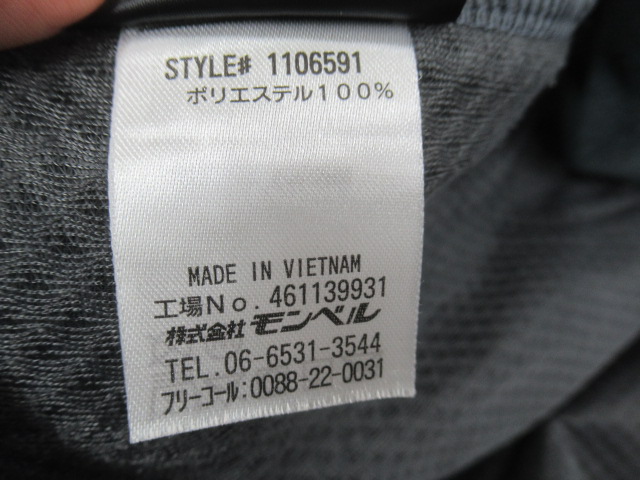 STYLE# 1106591
ポリエステル100%
MADE IN VIETNAM
工場No.461139931
株式会社 モンベル
TEL.06-6531-3544
フリーコール:0088-22-0031